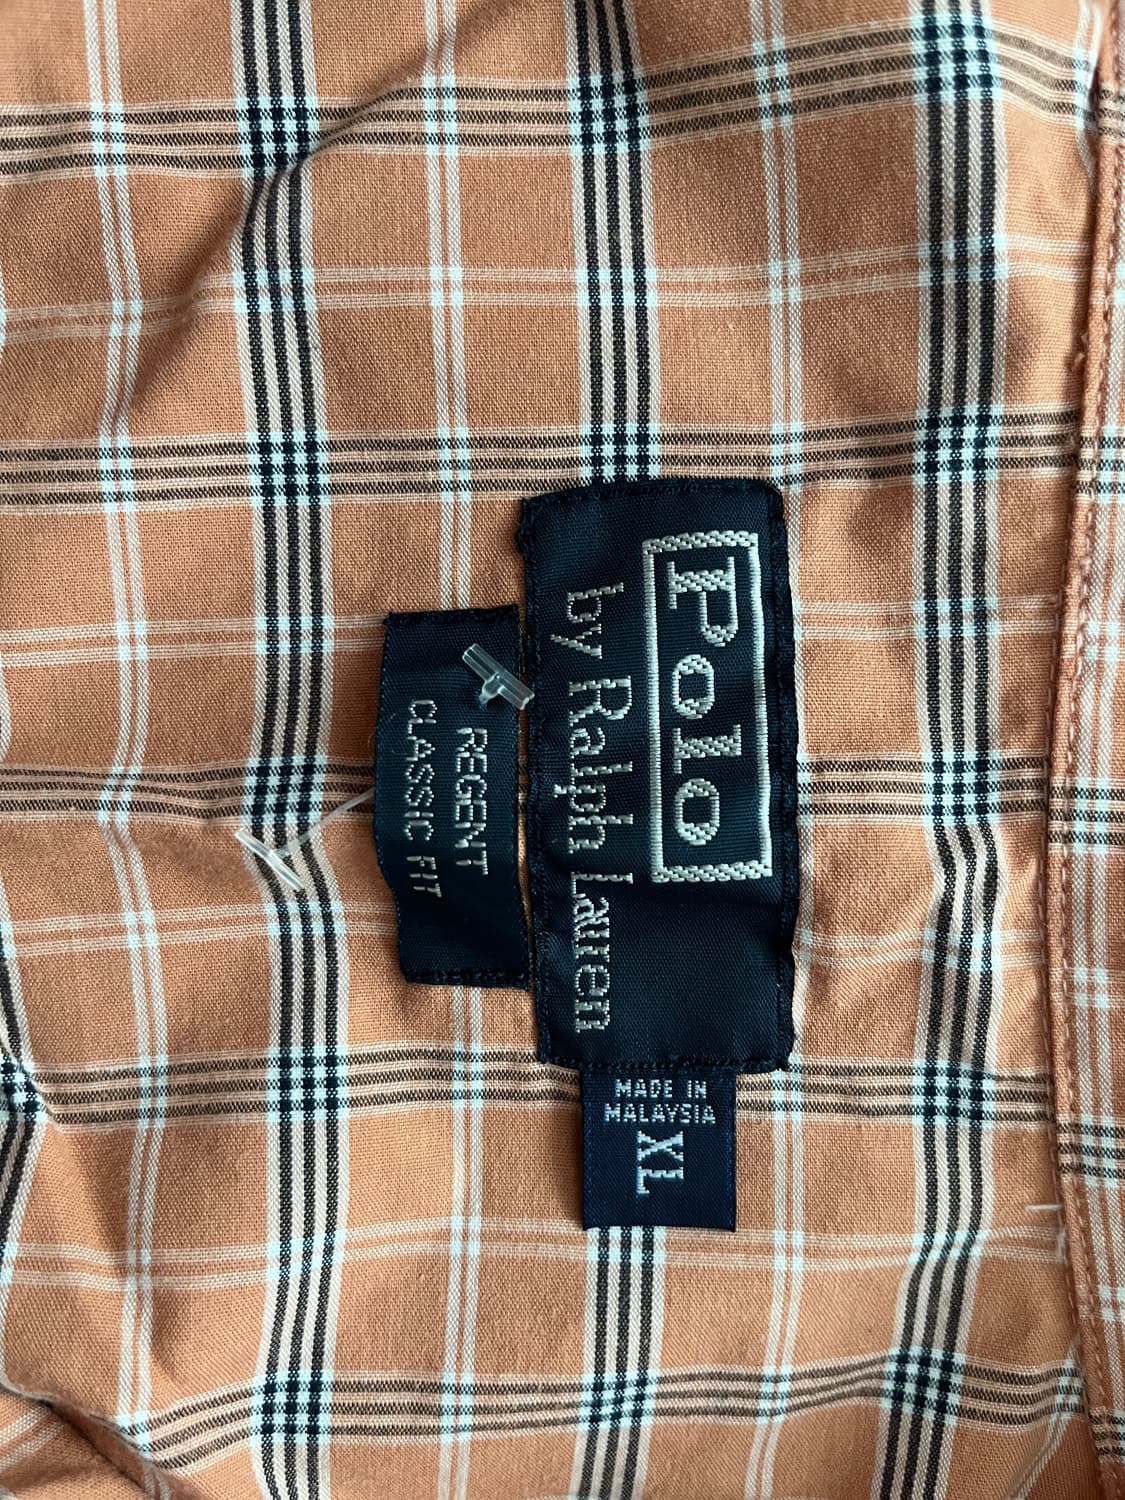 Polo
by Ralph Lauren
REGENT
CLASSIC FIT
MADE IN
MALAYSIA
XL